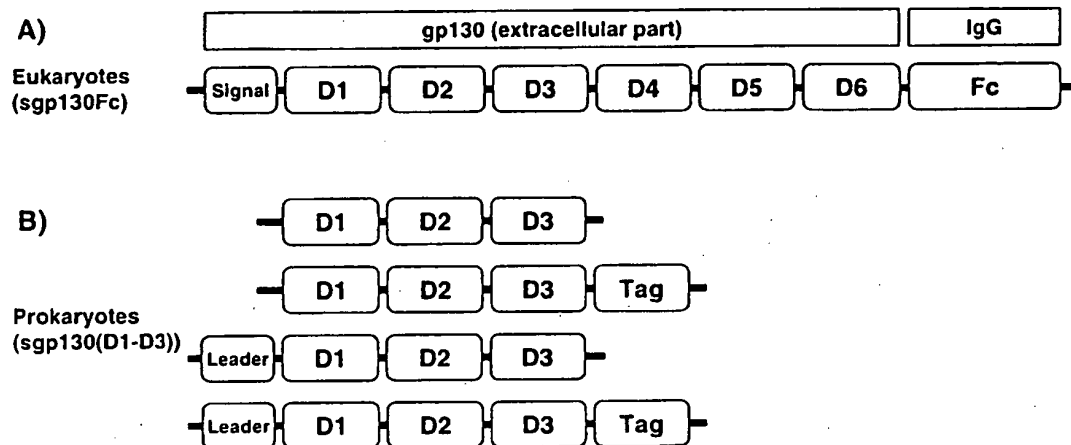 A)
gp130 (extracellular part) IgG
Eukaryotes
(sgp130Fc)
Signal D1 D2 D3 D4 D5 D6 Fc
B)
D1 D2 D3
D1 D2 D3 Tag
Prokaryotes
(sgp130(D1-D3))
Leader D1 D2 D3
Leader D1 D2 D3 Tag